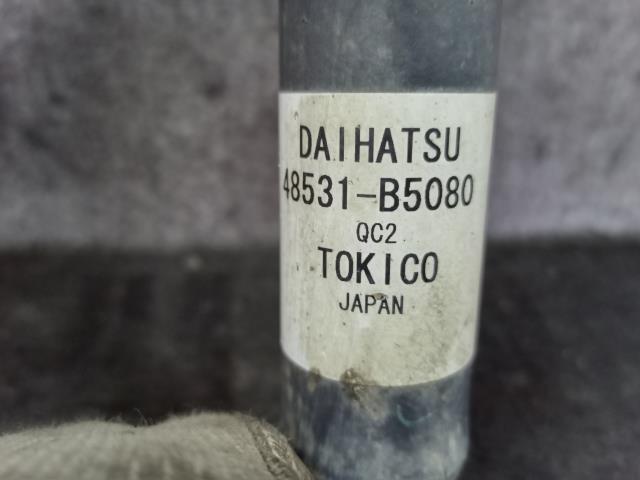 DAIHATSU
48531-B5080
QC2
TOKICO
JAPAN